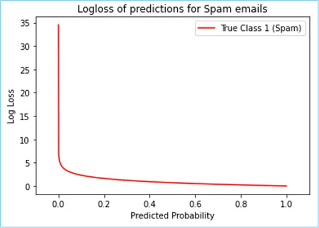 Logloss of predictions for Spam emails
True Class 1 (Spam)
Log Loss
35
30
25
20
15
10
5
0
0.0 0.2 0.4 0.6 0.8 1.0
Predicted Probability